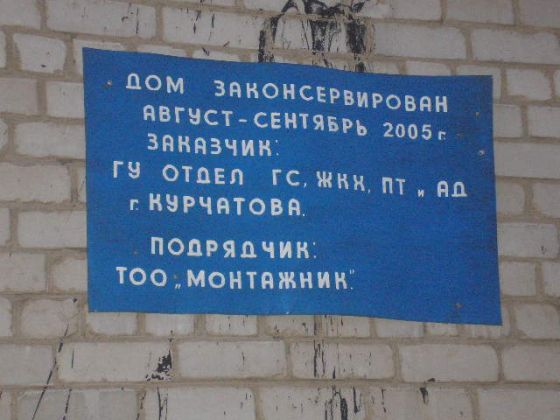 ДОМ ЗАКОНСЕРВИРОВАН
АВГУСТ-СЕНТЯБРЬ 2005 г.
ЗАКАЗЧИК:
ГУ ОТДЕЛ ГС, ЖКХ, ПТ и АД
г. КУРЧАТОВА.
ПОДРЯДЧИК:
ТОО „МОНТАЖНИК"